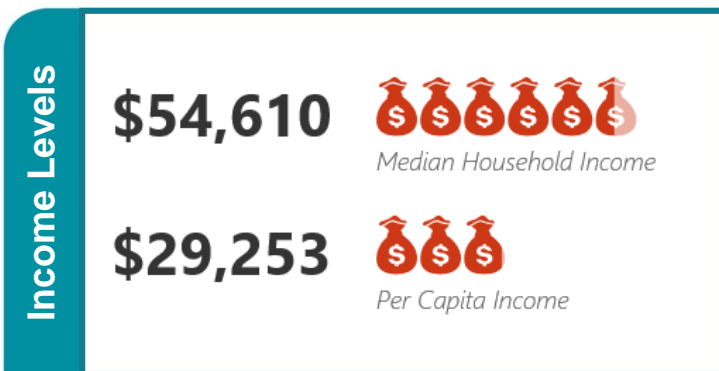 Income Levels
$54,610
$ $ $ $ $ $
Median Household Income
$29,253
$ $ $
Per Capita Income